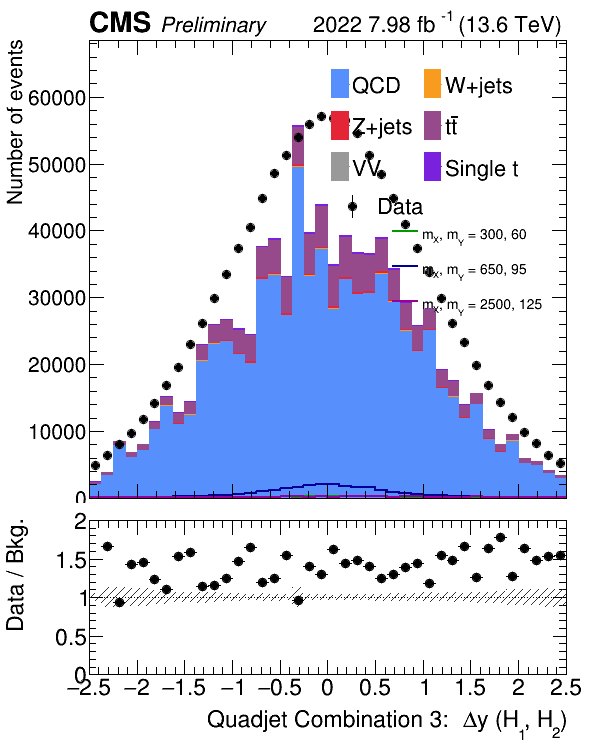 CMS Preliminary 2022 7.98 fb⁻¹ (13.6 TeV)
Number of events
60000
50000
40000
30000
20000
10000
0
QCD W+jets
Z+jets tt̄
VV Single t
Data
m_X, m_Y = 300, 60
m_X, m_Y = 650, 95
m_X, m_Y = 2500, 125
Data / Bkg.
2
1.5
1
0.5
0
−2.5 −2 −1.5 −1 −0.5 0 0.5 1 1.5 2 2.5
Quadjet Combination 3: Δy (H₁, H₂)